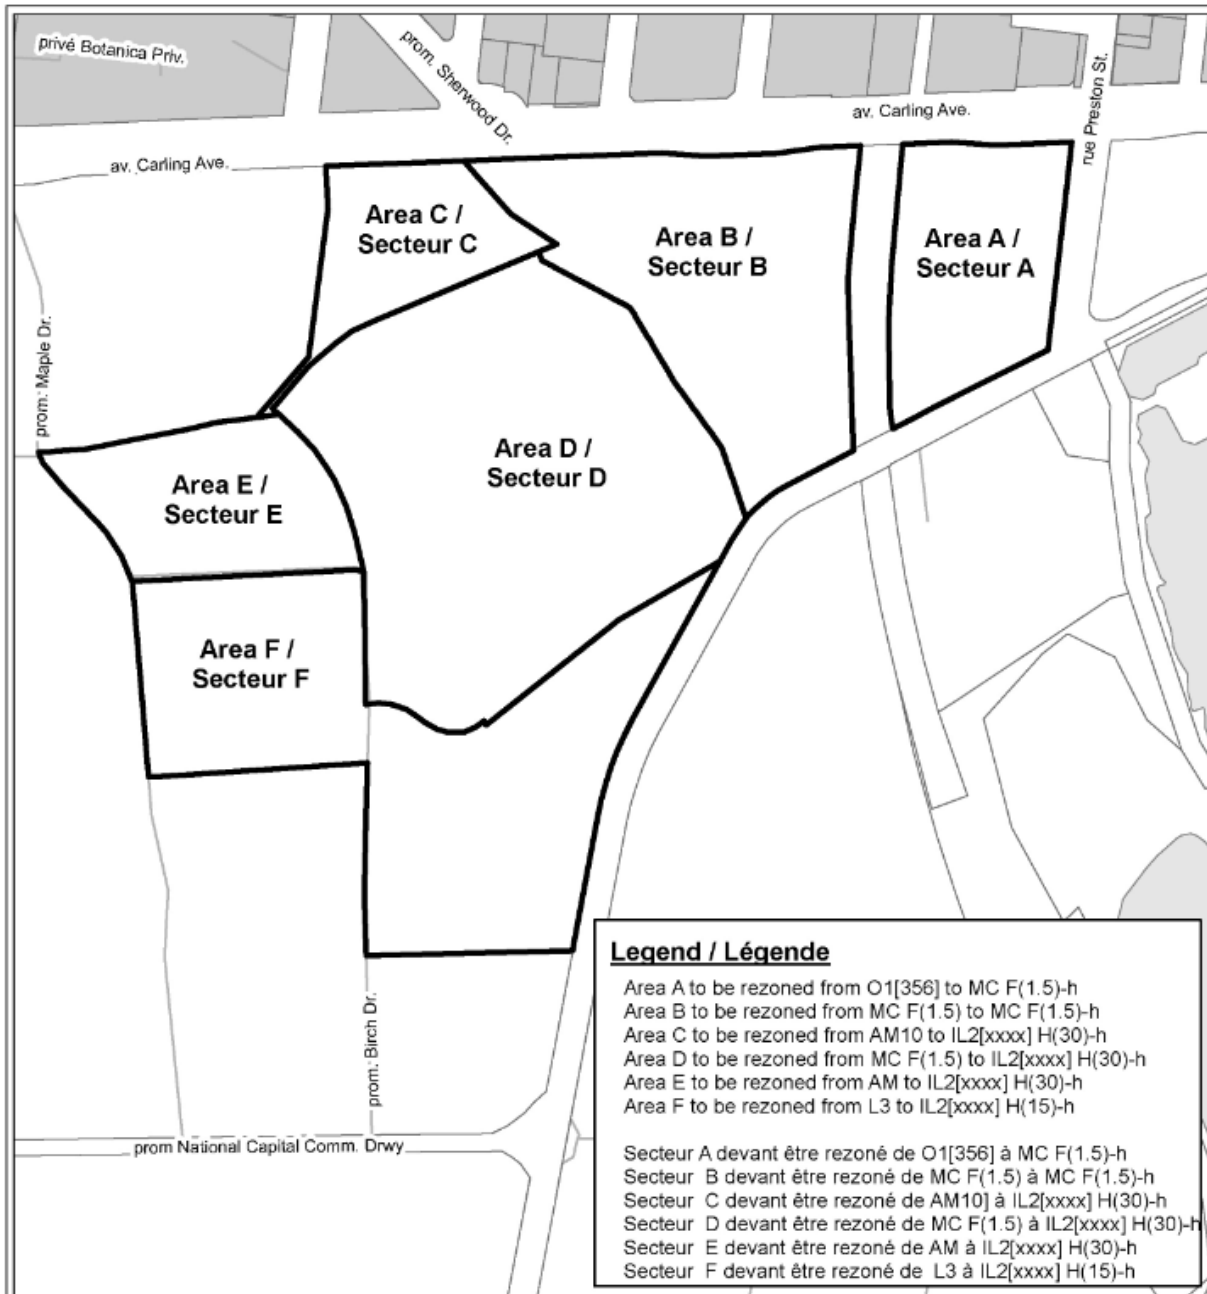 privé Botanica Priv.
prom. Sherwood Dr.
rue Preston St.
av. Carling Ave.
av. Carling Ave.
Area C /
Secteur C
Area B /
Secteur B
Area A /
Secteur A
prom. Maple Dr.
Area D /
Secteur D
Area E /
Secteur E
Area F /
Secteur F
prom. Birch Dr.
prom National Capital Comm. Drwy
Legend / Légende
Area A to be rezoned from O1[356] to MC F(1.5)-h
Area B to be rezoned from MC F(1.5) to MC F(1.5)-h
Area C to be rezoned from AM10 to IL2[xxxx] H(30)-h
Area D to be rezoned from MC F(1.5) to IL2[xxxx] H(30)-h
Area E to be rezoned from AM to IL2[xxxx] H(30)-h
Area F to be rezoned from L3 to IL2[xxxx] H(15)-h
Secteur A devant être rezoné de O1[356] à MC F(1.5)-h
Secteur B devant être rezoné de MC F(1.5) à MC F(1.5)-h
Secteur C devant être rezoné de AM10] à IL2[xxxx] H(30)-h
Secteur D devant être rezoné de MC F(1.5) à IL2[xxxx] H(30)-h
Secteur E devant être rezoné de AM à IL2[xxxx] H(30)-h
Secteur F devant être rezoné de L3 à IL2[xxxx] H(15)-h